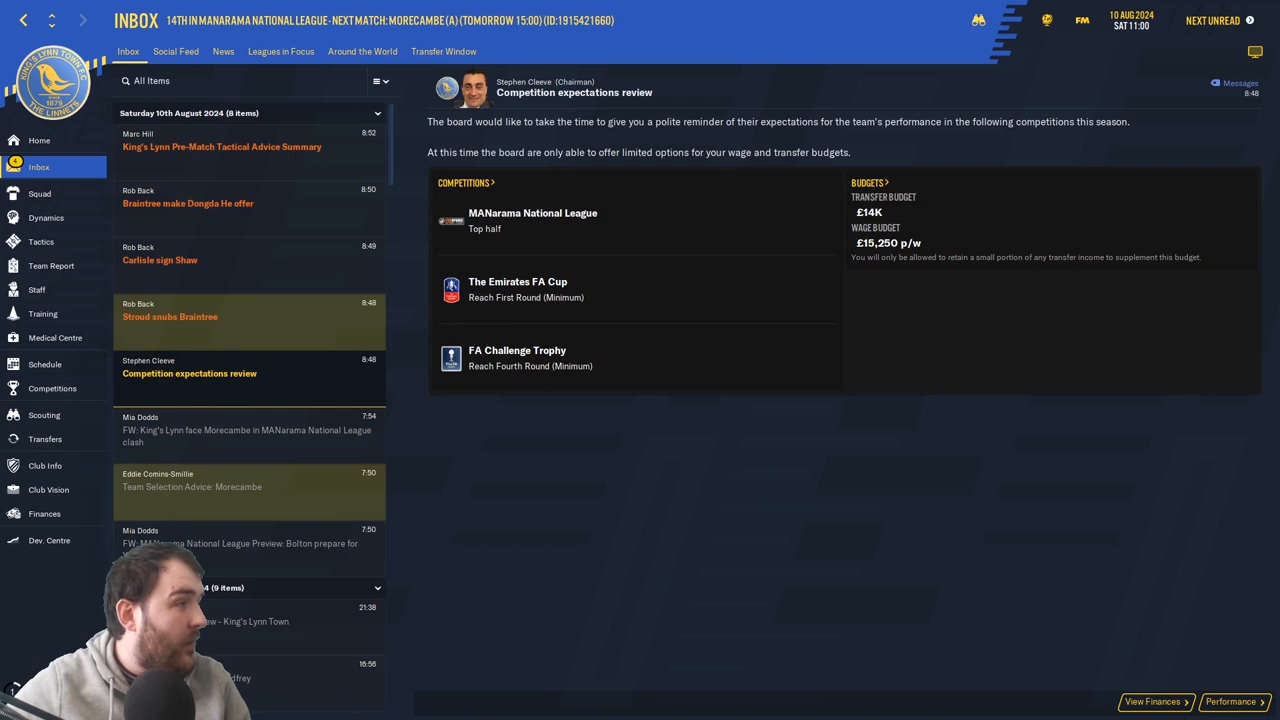 INBOX
14TH IN MANARAMA NATIONAL LEAGUE - NEXT MATCH: MORECAMBE (A) (TOMORROW 15:00) (ID:1915421660)
FM
10 AUG 2024
SAT 11:00
NEXT UNREAD
Inbox
Social Feed
News
Leagues in Focus
Around the World
Transfer Window
KING'S LYNN TOWN F.C
SINCE
1879
THE LINNETS
Home
4
Inbox
Squad
Dynamics
Tactics
Team Report
Staff
Training
Medical Centre
Schedule
Competitions
Scouting
Transfers
Club Info
Club Vision
Finances
Dev. Centre
All Items
Saturday 10th August 2024 (8 items)
Marc Hill
8:52
King's Lynn Pre-Match Tactical Advice Summary
Rob Back
8:50
Braintree make Dongda He offer
Rob Back
8:49
Carlisle sign Shaw
Rob Back
8:48
Stroud snubs Braintree
Stephen Cleeve
8:48
Competition expectations review
Mia Dodds
7:54
FW: King's Lynn face Morecambe in MANarama National League
clash
Eddie Comins-Smillie
7:50
Team Selection Advice: Morecambe
Mia Dodds
7:50
FW: MANarama National League Preview: Bolton prepare for
4 (9 items)
21:38
ew - King's Lynn Town
16:56
dfrey
Stephen Cleeve (Chairman)
Competition expectations review
Messages
8:48
The board would like to take the time to give you a polite reminder of their expectations for the team's performance in the following competitions this season.
At this time the board are only able to offer limited options for your wage and transfer budgets.
COMPETITIONS
MANarama National League
Top half
The Emirates FA Cup
Reach First Round (Minimum)
FA Challenge Trophy
Reach Fourth Round (Minimum)
BUDGETS
TRANSFER BUDGET
£14K
WAGE BUDGET
£15,250 p/w
You will only be allowed to retain a small portion of any transfer income to supplement this budget.
View Finances
Performance